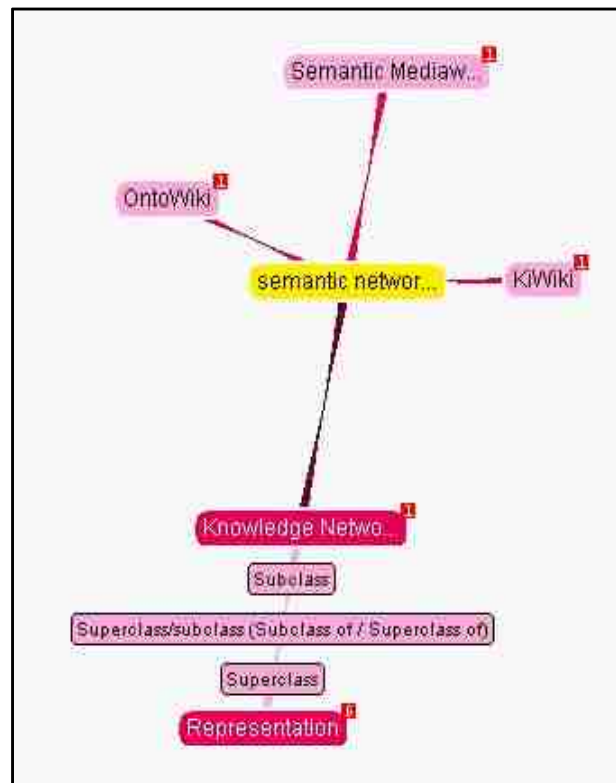 1
Semantic Mediaw...
1
OntoWiki
semantic networ...
1
KiWiki
1
Knowledge Netwo...
Subclass
Superclass/subclass (Subclass of / Superclass of)
Superclass
Representation